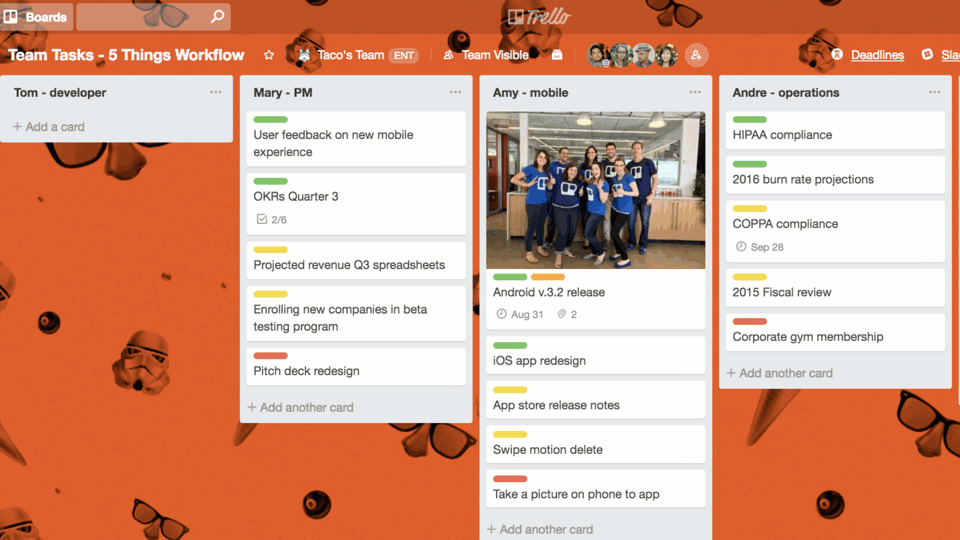 Boards
Trello
Team Tasks - 5 Things Workflow
Taco's Team
ENT
Team Visible
Deadlines
Tom - developer
+ Add a card
Mary - PM
User feedback on new mobile
experience
OKRs Quarter 3
2/6
Projected revenue Q3 spreadsheets
Enrolling new companies in beta
testing program
Pitch deck redesign
+ Add another card
Amy - mobile
Android v.3.2 release
Aug 31
2
iOS app redesign
App store release notes
Swipe motion delete
Take a picture on phone to app
+ Add another card
Andre - operations
HIPAA compliance
2016 burn rate projections
COPPA compliance
Sep 28
2015 Fiscal review
Corporate gym membership
+ Add another card